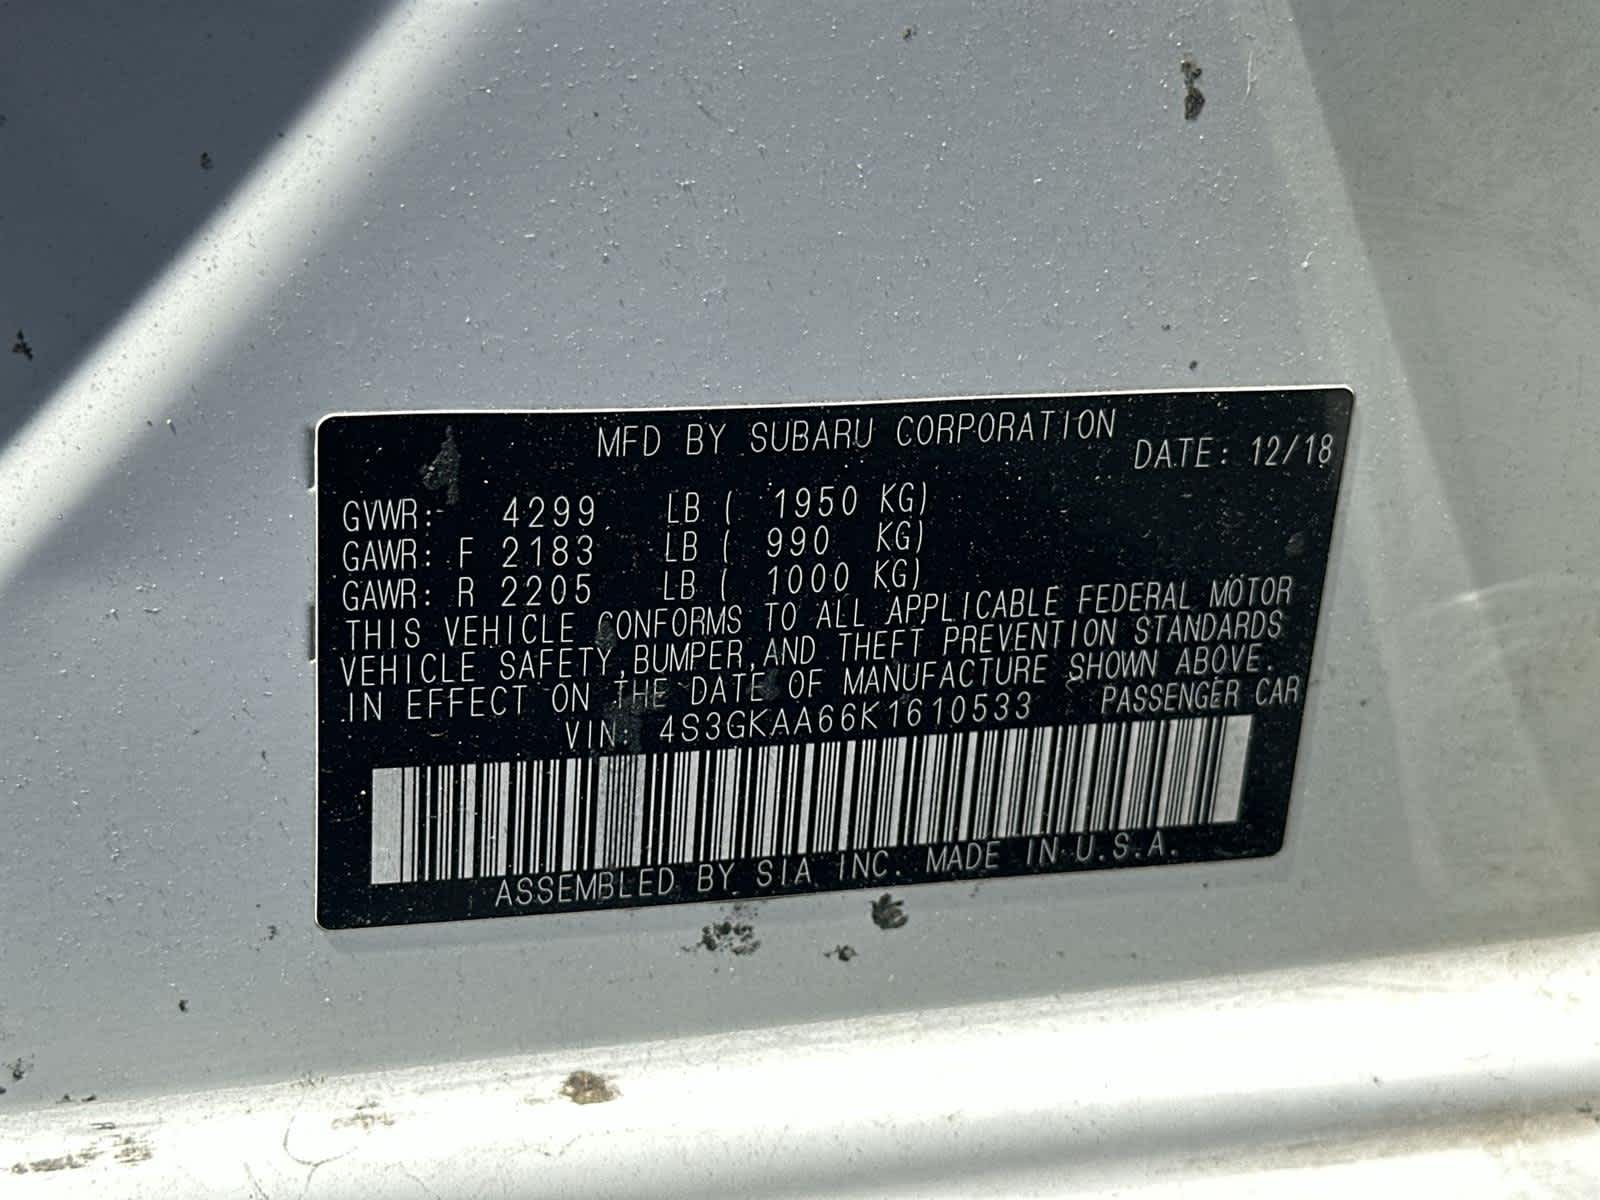 MFD BY SUBARU CORPORATION
DATE: 12/18
GVWR: 4299 LB ( 1950 KG)
GAWR: F 2183 LB ( 990 KG)
GAWR: R 2205 LB ( 1000 KG)
THIS VEHICLE CONFORMS TO ALL APPLICABLE FEDERAL MOTOR
VEHICLE SAFETY,BUMPER,AND THEFT PREVENTION STANDARDS
IN EFFECT ON THE DATE OF MANUFACTURE SHOWN ABOVE.
VIN: 4S3GKAA66K1610533 PASSENGER CAR
ASSEMBLED BY SIA INC. MADE IN U.S.A.